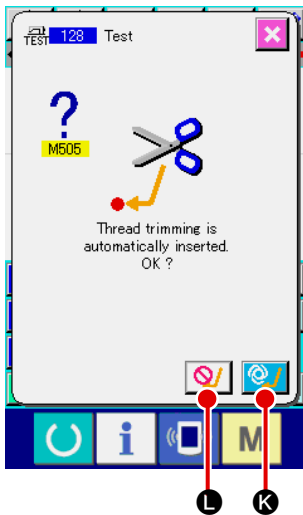 TEST 128 Test
?
M505
Thread trimming is
automatically inserted.
OK ?
i M
L K